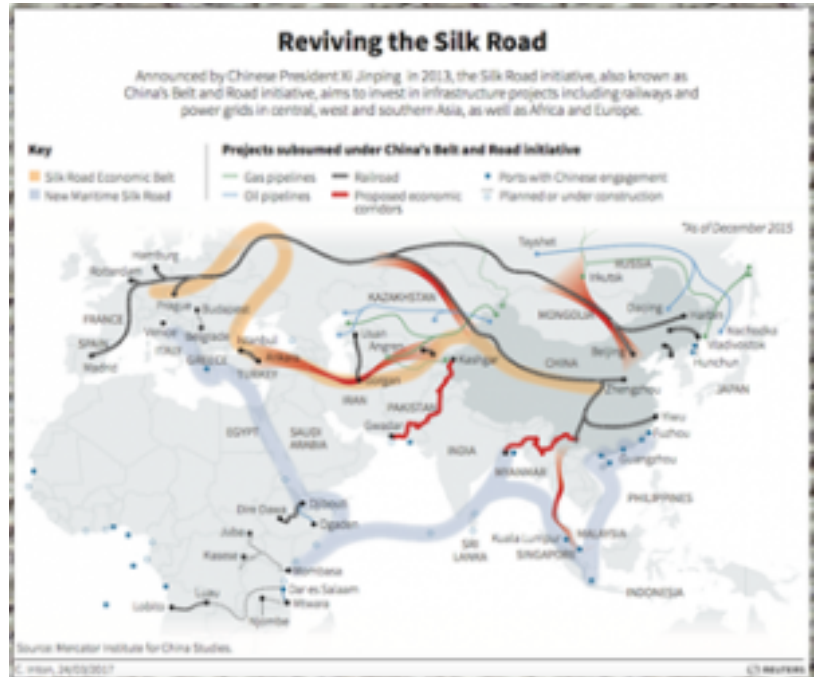 Reviving the Silk Road
Announced by Chinese President Xi Jinping in 2013, the Silk Road initiative, also known as
China's Belt and Road initiative, aims to invest in infrastructure projects including railways and
power grids in central, west and southern Asia, as well as Africa and Europe.
Key
Silk Road Economic Belt
New Maritime Silk Road
Projects subsumed under China's Belt and Road initiative
Gas pipelines
Railroad
Ports with Chinese engagement
Oil pipelines
Proposed economic
corridors
Planned or under construction
*As of December 2015
Tayshet
Hamburg
Rotterdam
RUSSIA
Irkutsk
Prague
Budapest
KAZAKHSTAN
MONGOLIA
Daqing
Harbin
FRANCE
Venice
Belgrade
Istanbul
Nachodka
Vladivostok
SPAIN
ITALY
GREECE
Ankara
Angren
Kashgar
CHINA
Beijing
Hunchun
Madrid
TURKEY
Gorgan
Zhengzhou
JAPAN
IRAN
PAKISTAN
Yiwu
EGYPT
SAUDI
ARABIA
Gwadar
INDIA
MYANMAR
Fuzhou
Guangzhou
PHILIPPINES
Dire Dawa
Djibouti
Ogaden
Juba
SRI
LANKA
Kuala Lumpur
MALAYSIA
SINGAPORE
Kasese
Mombasa
INDONESIA
Dar es Salaam
Lobito
Luau
Mtwara
Njombe
Source: Mercator Institute for China Studies.
C. Inton, 24/03/2017
REUTERS